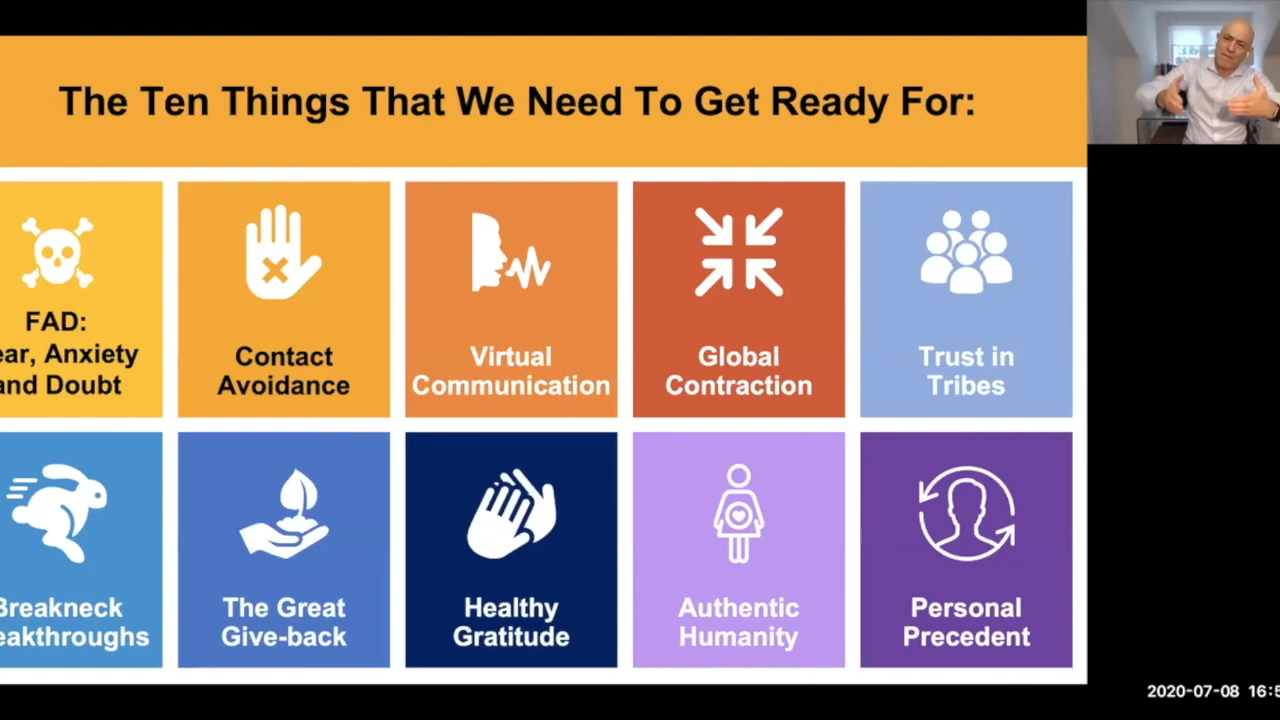 The Ten Things That We Need To Get Ready For:
FAD:
ear, Anxiety
and Doubt
Contact
Avoidance
Virtual
Communication
Global
Contraction
Trust in
Tribes
Breakneck
eakthroughs
The Great
Give-back
Healthy
Gratitude
Authentic
Humanity
Personal
Precedent
2020-07-08 16:5